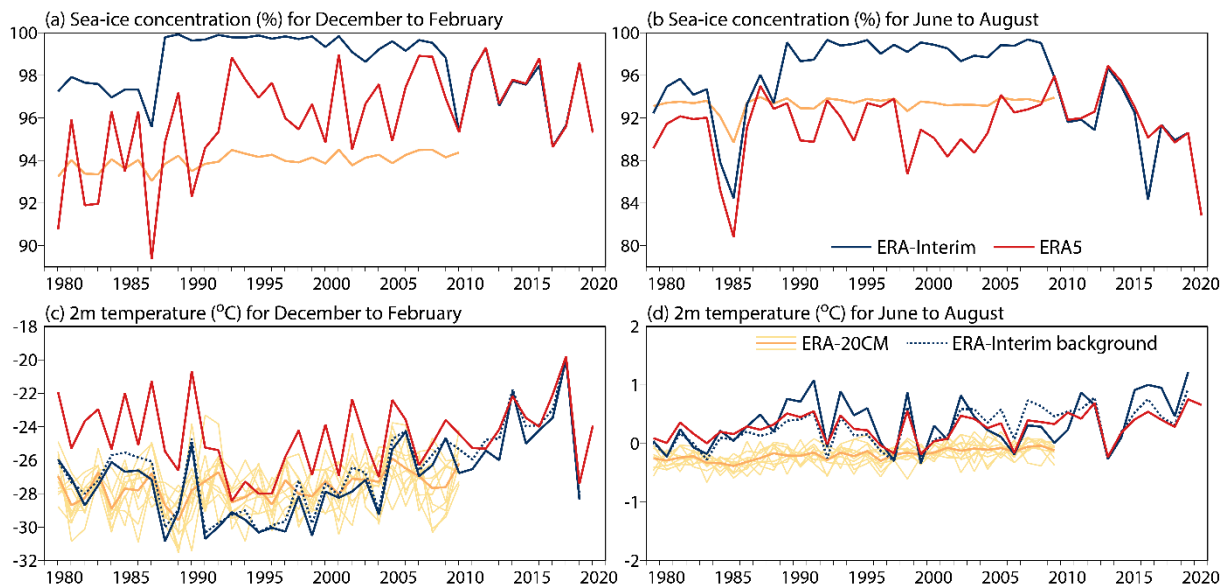 (a) Sea-ice concentration (%) for December to February
100
98
96
94
92
90
1980 1985 1990 1995 2000 2005 2010 2015 2020
(b) Sea-ice concentration (%) for June to August
100
96
92
88
84
80
ERA-Interim ERA5
1980 1985 1990 1995 2000 2005 2010 2015 2020
(c) 2m temperature (°C) for December to February
-18
-20
-22
-24
-26
-28
-30
-32
1980 1985 1990 1995 2000 2005 2010 2015 2020
(d) 2m temperature (°C) for June to August
2
ERA-20CM ERA-Interim background
1
0
-1
-2
1980 1985 1990 1995 2000 2005 2010 2015 2020